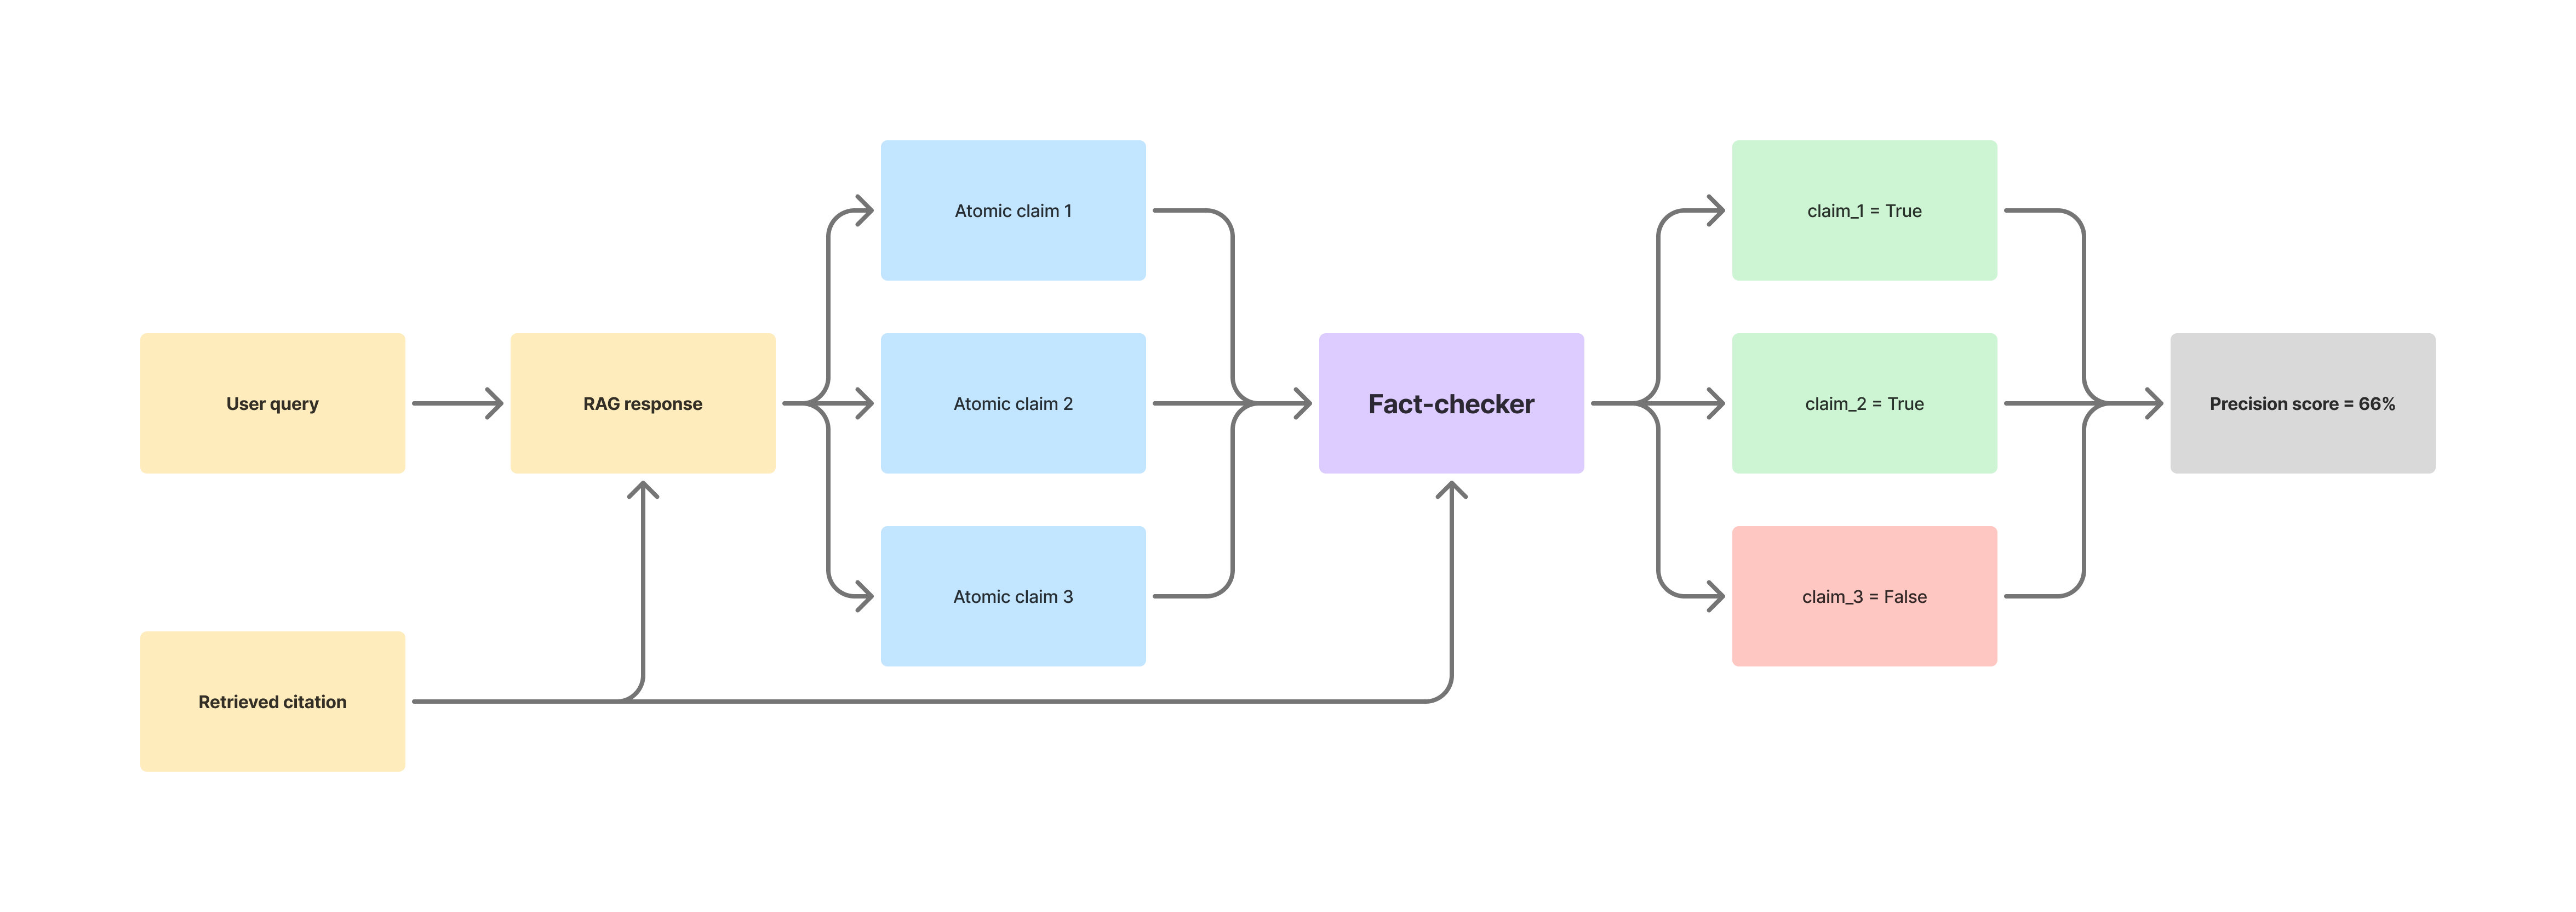 User query
Retrieved citation
RAG response
Atomic claim 1
Atomic claim 2
Atomic claim 3
Fact-checker
claim_1 = True
claim_2 = True
claim_3 = False
Precision score = 66%